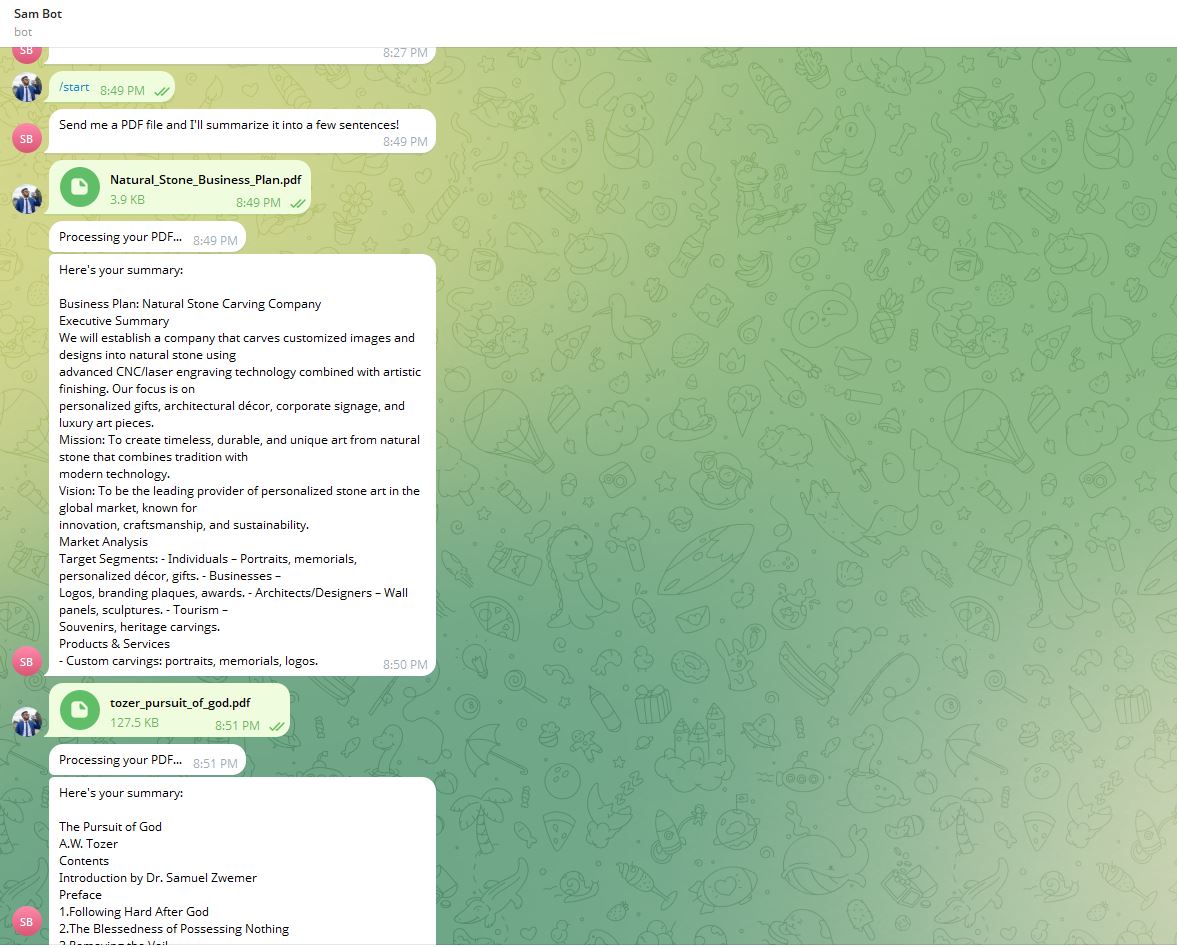 Sam Bot
bot
SB
8:27 PM
/start 8:49 PM
Send me a PDF file and I'll summarize it into a few sentences!
SB
8:49 PM
Natural_Stone_Business_Plan.pdf
3.9 KB 8:49 PM
Processing your PDF... 8:49 PM
Here's your summary:
Business Plan: Natural Stone Carving Company
Executive Summary
We will establish a company that carves customized images and
designs into natural stone using
advanced CNC/laser engraving technology combined with artistic
finishing. Our focus is on
personalized gifts, architectural décor, corporate signage, and
luxury art pieces.
Mission: To create timeless, durable, and unique art from natural
stone that combines tradition with
modern technology.
Vision: To be the leading provider of personalized stone art in the
global market, known for
innovation, craftsmanship, and sustainability.
Market Analysis
Target Segments: - Individuals – Portraits, memorials,
personalized décor, gifts. - Businesses –
Logos, branding plaques, awards. - Architects/Designers – Wall
panels, sculptures. - Tourism –
Souvenirs, heritage carvings.
Products & Services
- Custom carvings: portraits, memorials, logos.
SB
8:50 PM
tozer_pursuit_of_god.pdf
127.5 KB 8:51 PM
Processing your PDF... 8:51 PM
Here's your summary:
The Pursuit of God
A.W. Tozer
Contents
Introduction by Dr. Samuel Zwemer
Preface
1.Following Hard After God
SB
2.The Blessedness of Possessing Nothing
3.Removing the Veil